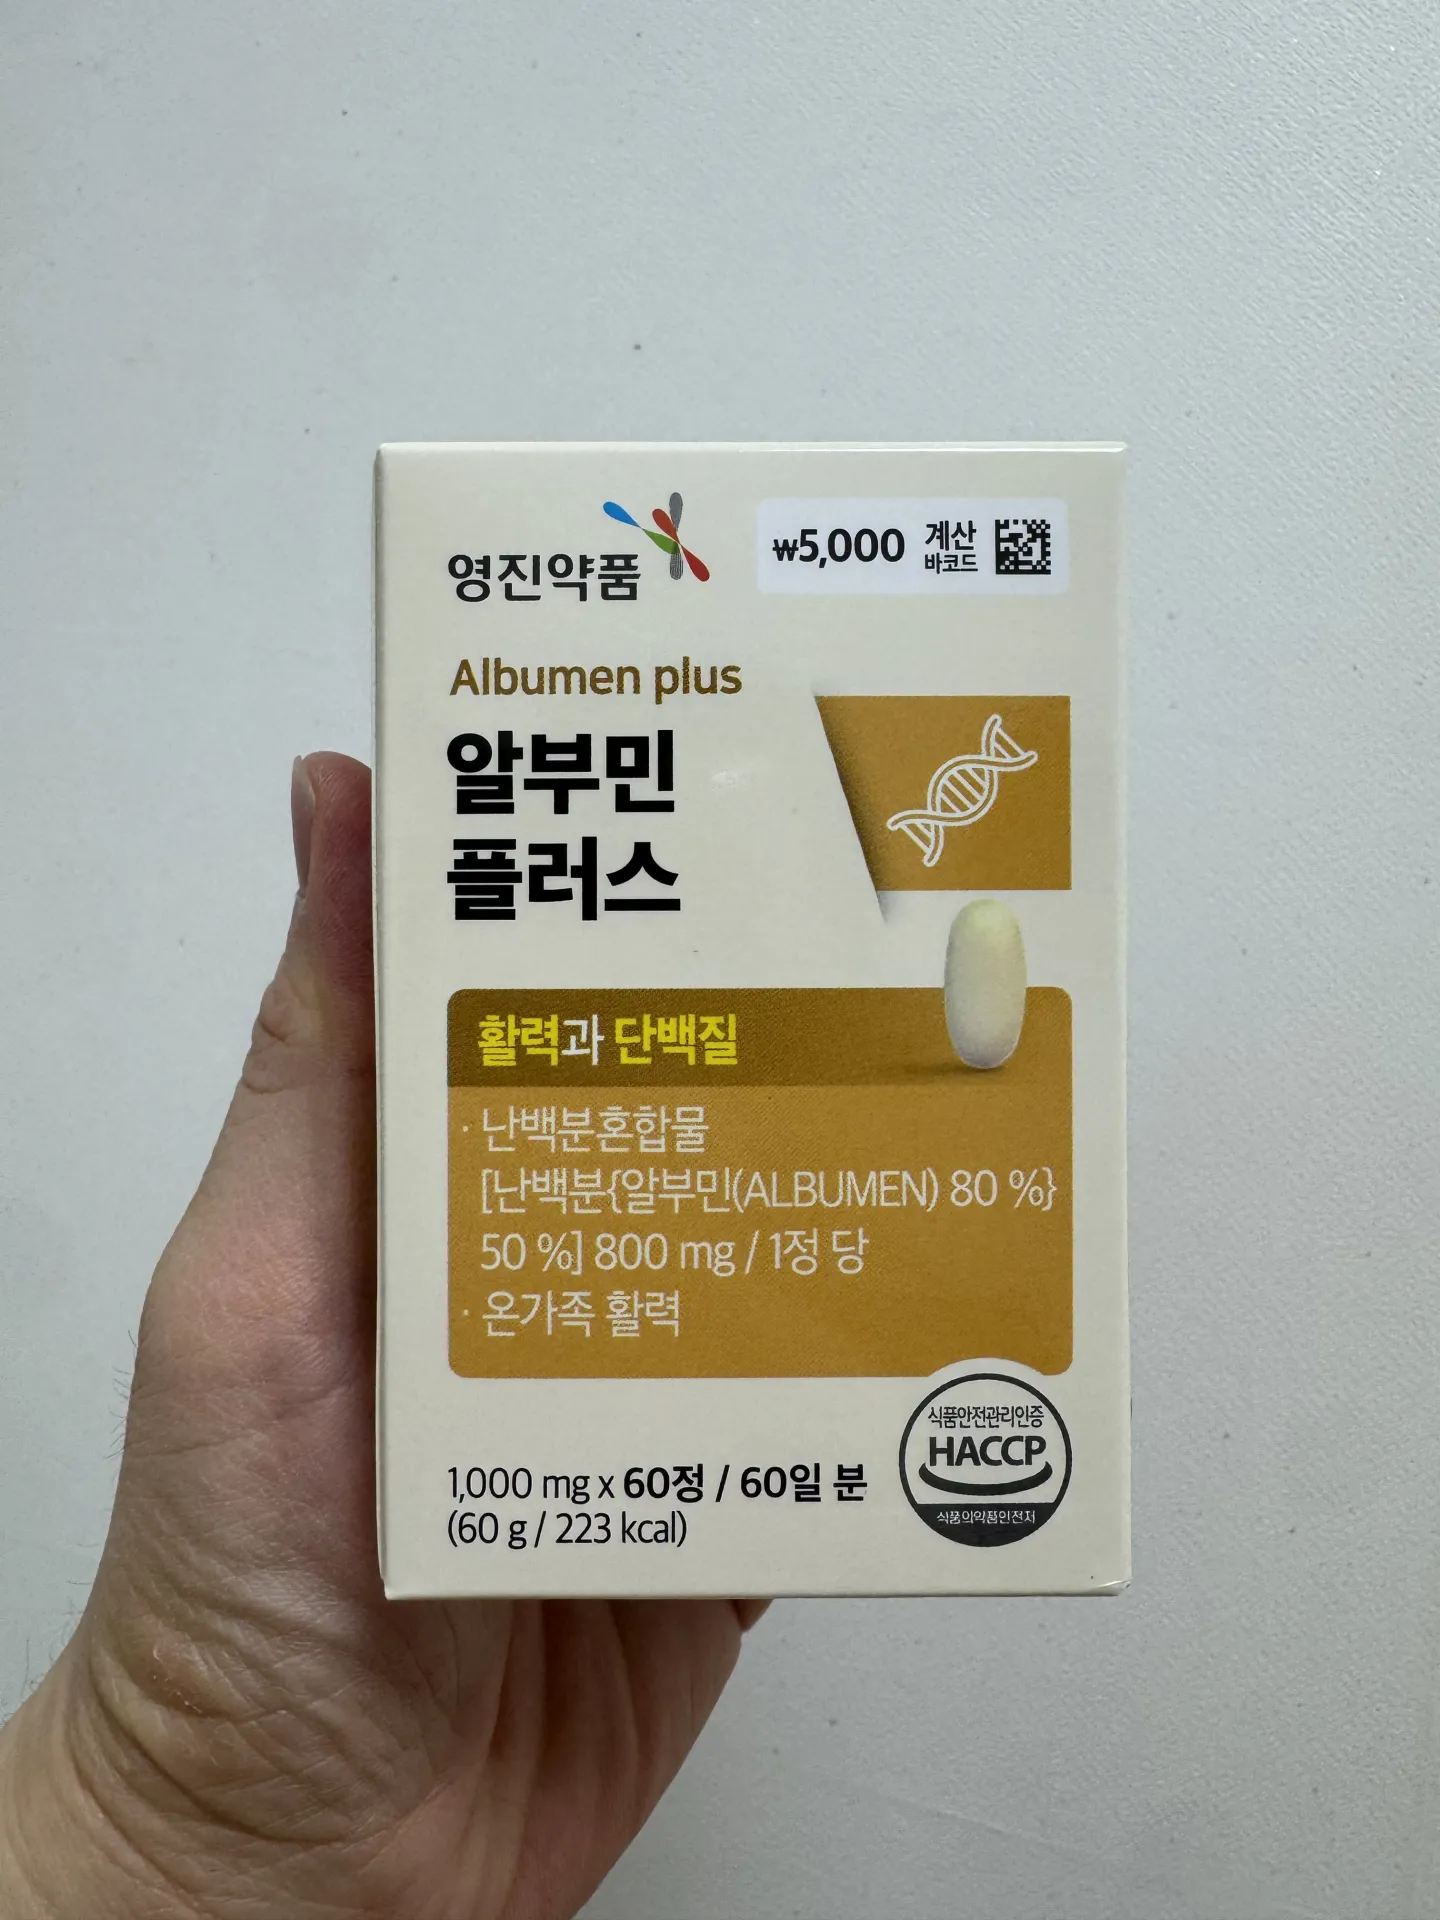 영진약품
₩5,000 계산
바코드
Albumen plus
알부민
플러스
활력과 단백질
· 난백분혼합물
[난백분{알부민(ALBUMEN) 80 %}
50 %] 800 mg / 1정 당
· 온가족 활력
1,000 mg x 60정 / 60일 분
(60 g / 223 kcal)
식품안전관리인증
HACCP
식품의약품안전처